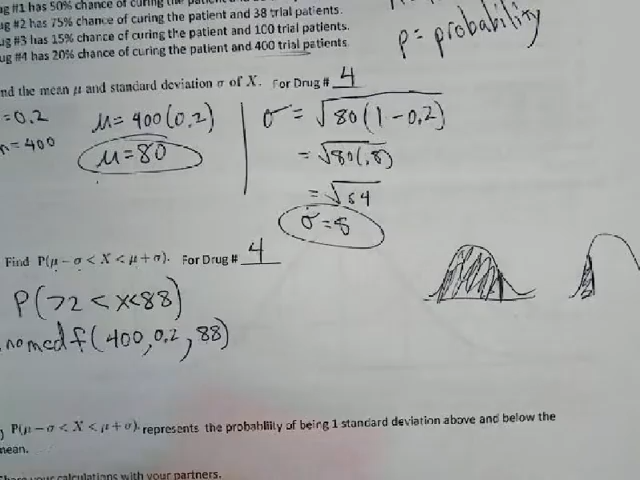 #1 has 50% chance of curing the patient and
ug #2 has 75% chance of curing the patient and 38 trial patients.
ug #3 has 15% chance of curing the patient and 100 trial patients.
ug #4 has 20% chance of curing the patient and 400 trial patients
p = probability
nd the mean μ and standard deviation σ of X. For Drug # 4
= 0.2
n = 400
μ = 400(0.2)
μ = 80
σ = √80(1 - 0.2)
= √80(.8)
= √64
σ = 8
Find P(μ − σ < X < μ + σ). For Drug # 4
P(72 < x < 88)
nomcdf(400, 0.2, 88)
) P(μ − σ < X < μ + σ). represents the probability of being 1 standard deviation above and below the
mean.
Share your calculations with your partners.